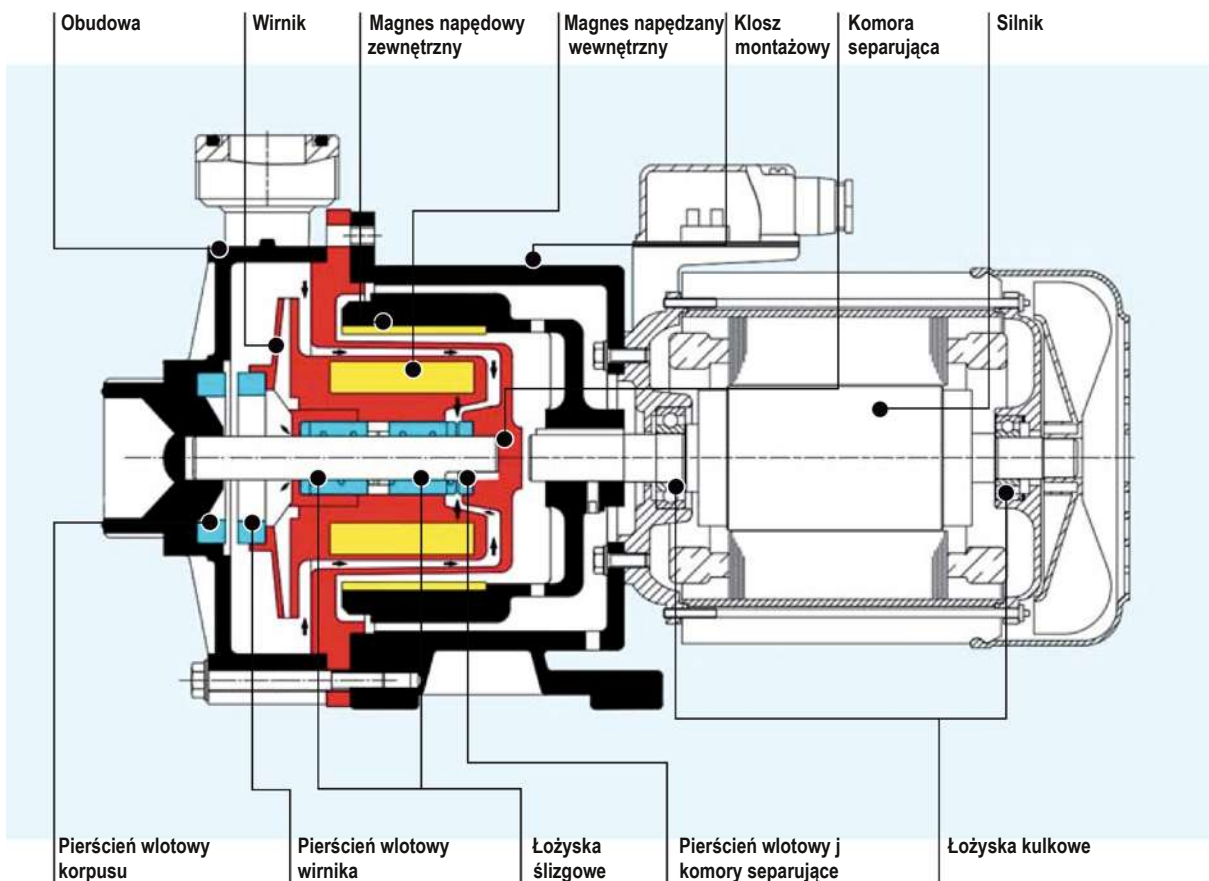 Obudowa
Wirnik
Magnes napędowy
zewnętrzny
Magnes napędzany
wewnętrzny
Klosz
montażowy
Komora
separująca
Silnik
Pierścień wlotowy
korpusu
Pierścień wlotowy
wirnika
Łożyska
ślizgowe
Pierścień wlotowy j
komory separujące
Łożyska kulkowe